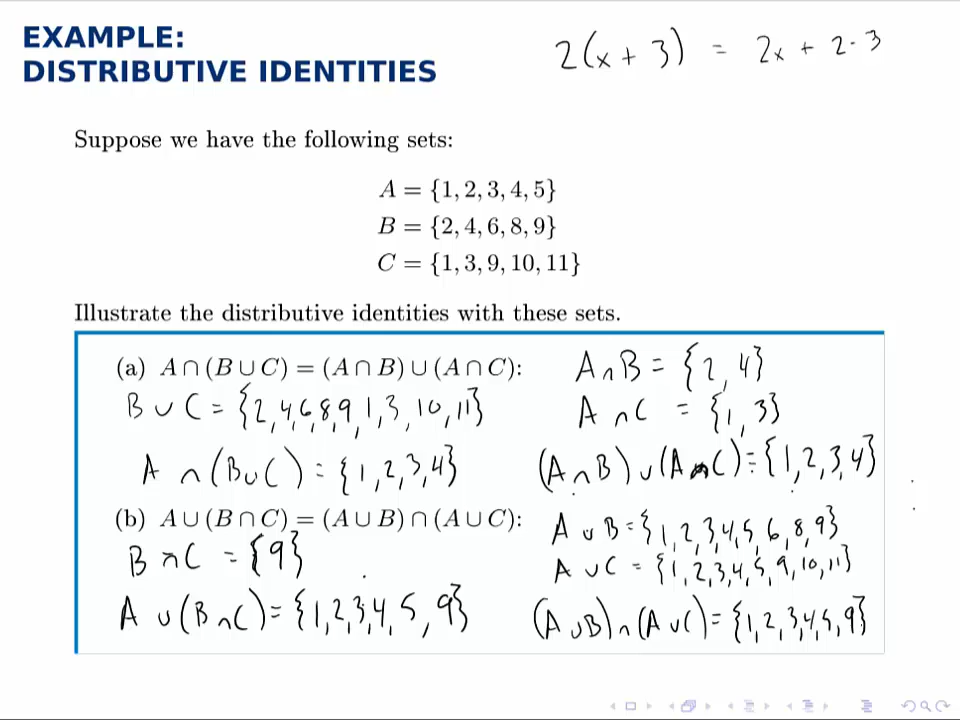 EXAMPLE:
DISTRIBUTIVE IDENTITIES
2(x + 3) = 2x + 2·3
Suppose we have the following sets:
A = {1, 2, 3, 4, 5}
B = {2, 4, 6, 8, 9}
C = {1, 3, 9, 10, 11}
Illustrate the distributive identities with these sets.
(a) A ∩ (B ∪ C) = (A ∩ B) ∪ (A ∩ C):
A ∩ B = {2, 4}
B ∪ C = {2, 4, 6, 8, 9, 1, 3, 10, 11}
A ∩ C = {1, 3}
A ∩ (B ∪ C) = {1, 2, 3, 4}
(A ∩ B) ∪ (A ∩ C) = {1, 2, 3, 4}
(b) A ∪ (B ∩ C) = (A ∪ B) ∩ (A ∪ C):
A ∪ B = {1, 2, 3, 4, 5, 6, 8, 9}
B ∩ C = {9}
A ∪ C = {1, 2, 3, 4, 5, 9, 10, 11}
A ∪ (B ∩ C) = {1, 2, 3, 4, 5, 9}
(A ∪ B) ∩ (A ∪ C) = {1, 2, 3, 4, 5, 9}